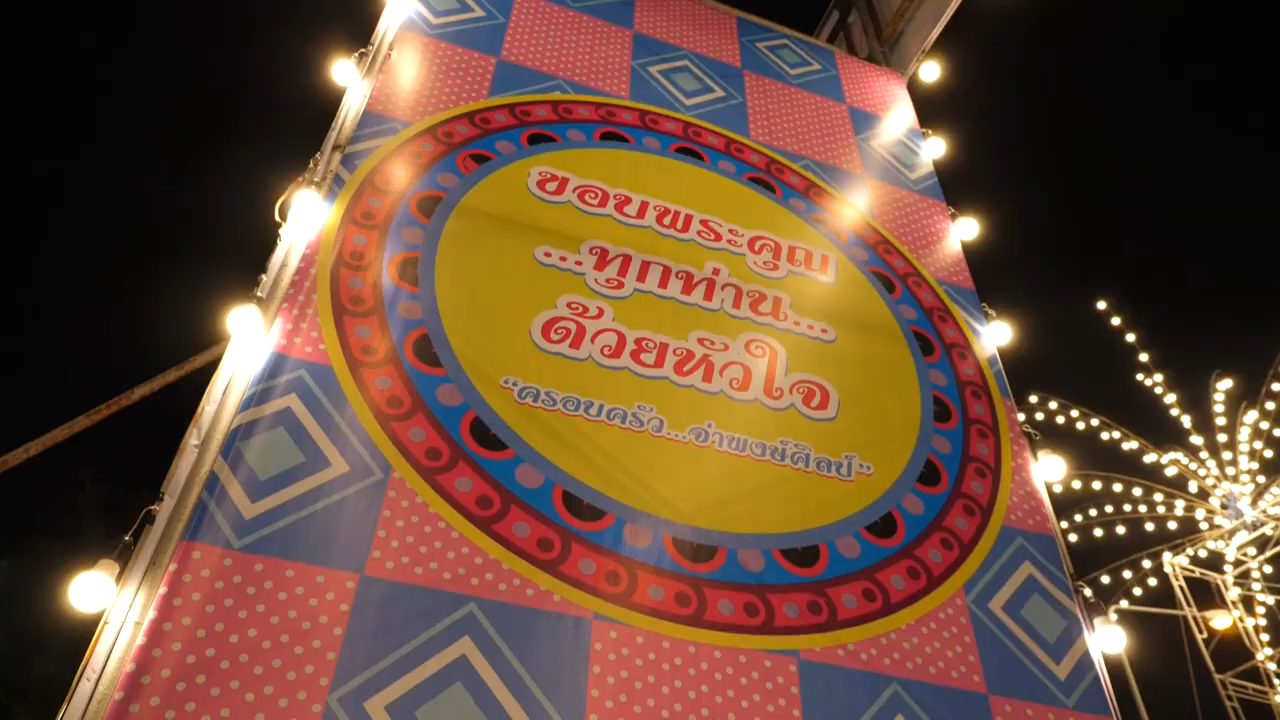 ขอบพระคุณ
...ทุกท่าน...
ด้วยหัวใจ
“ครอบครัว...จ่าพงษ์ศิลป์”